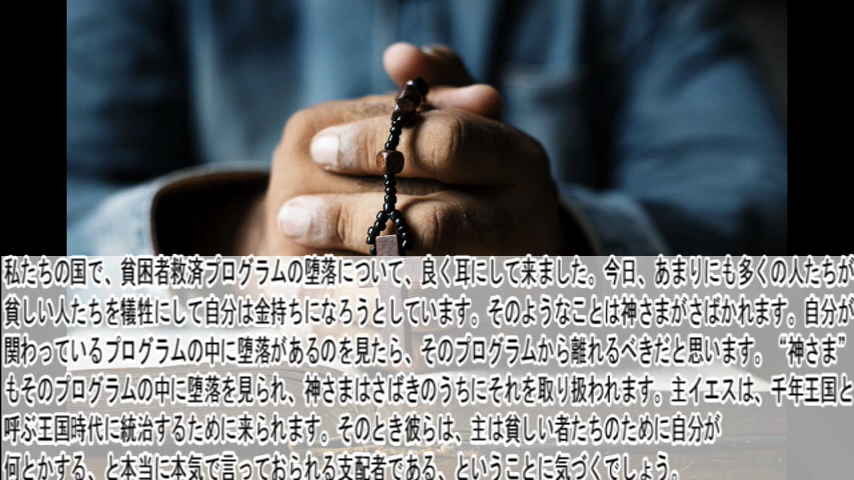 私たちの国で、貧困者救済プログラムの堕落について、良く耳にして来ました。今日、あまりにも多くの人たちが
貧しい人たちを犠牲にして自分は金持ちになろうとしています。そのようなことは神さまがさばかれます。自分が
関わっているプログラムの中に堕落があるのを見たら、そのプログラムから離れるべきだと思います。“神さま”
もそのプログラムの中に堕落を見られ、神さまはさばきのうちにそれを取り扱われます。主イエスは、千年王国と
呼ぶ王国時代に統治するために来られます。そのとき彼らは、主は貧しい者たちのために自分が
何とかする、と本当に本気で言っておられる支配者である、ということに気づくでしょう。